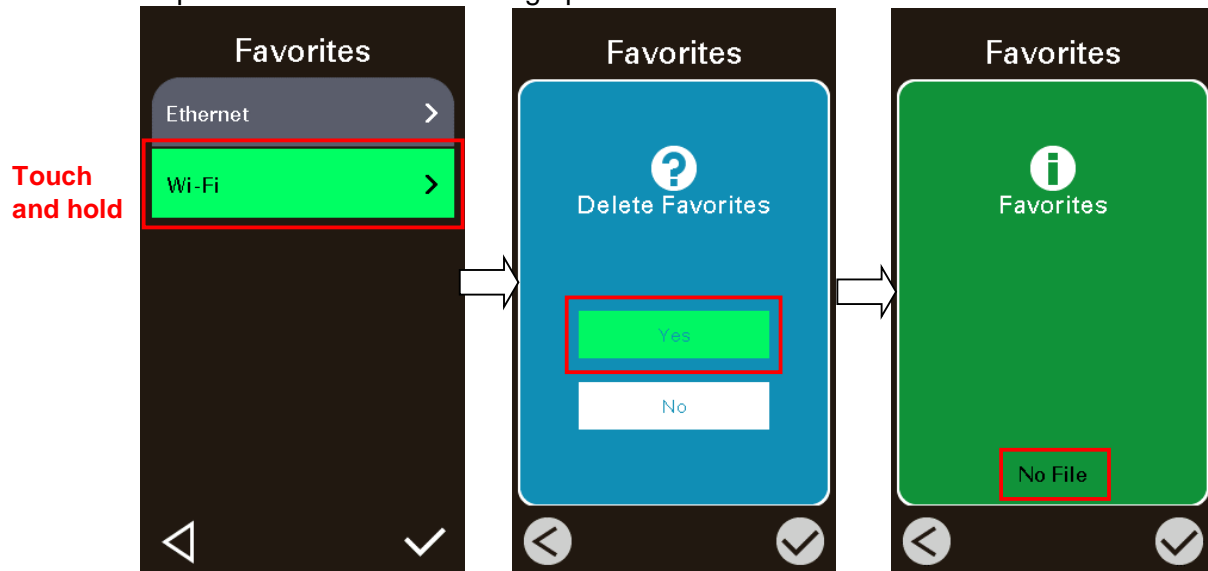 Favorites
Ethernet
Wi-Fi
Touch
and hold
Favorites
Delete Favorites
Yes
No
Favorites
Favorites
No File